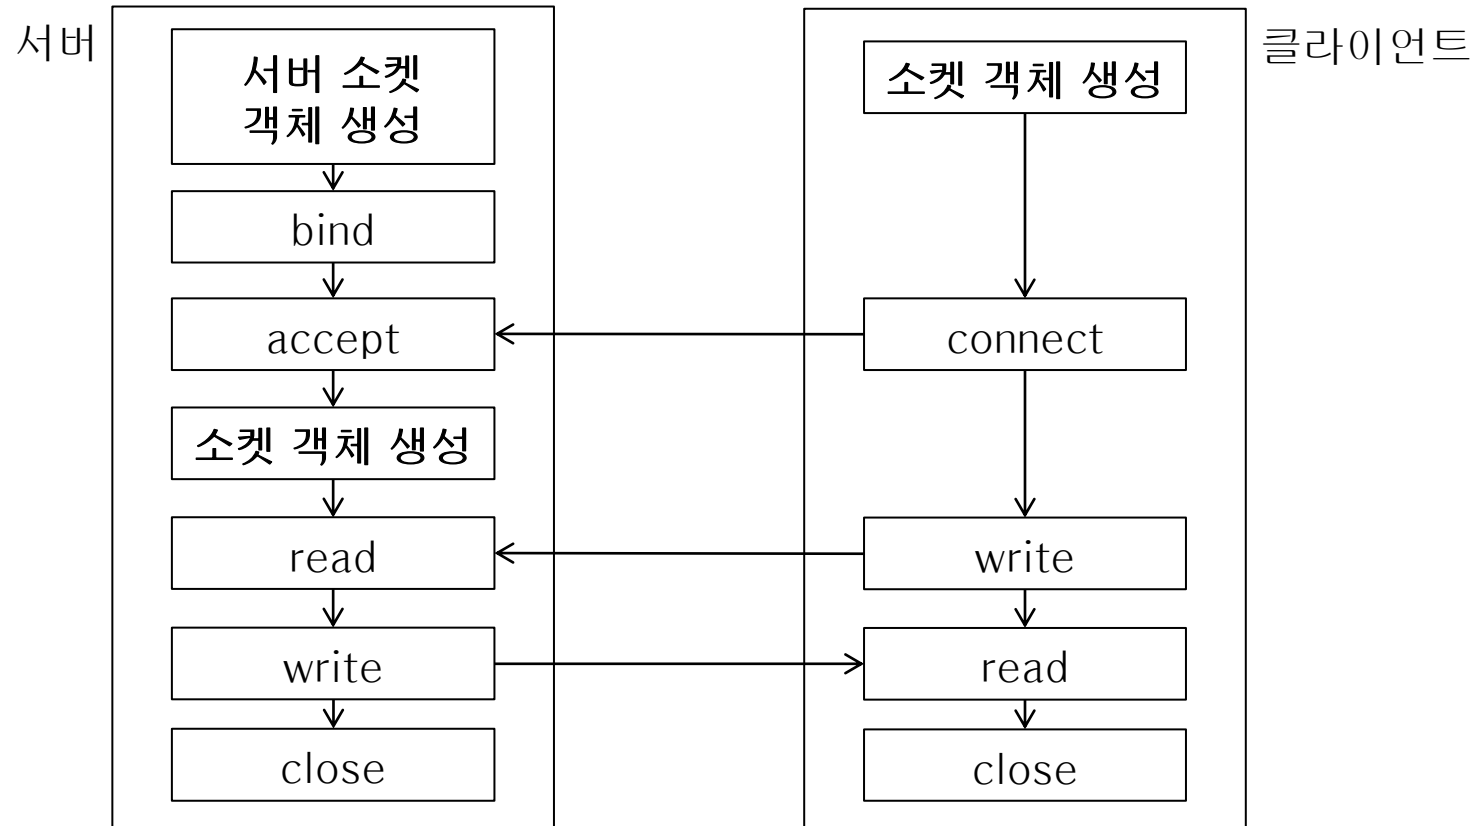 서버
서버 소켓
객체 생성
bind
accept
소켓 객체 생성
read
write
close
클라이언트
소켓 객체 생성
connect
write
read
close